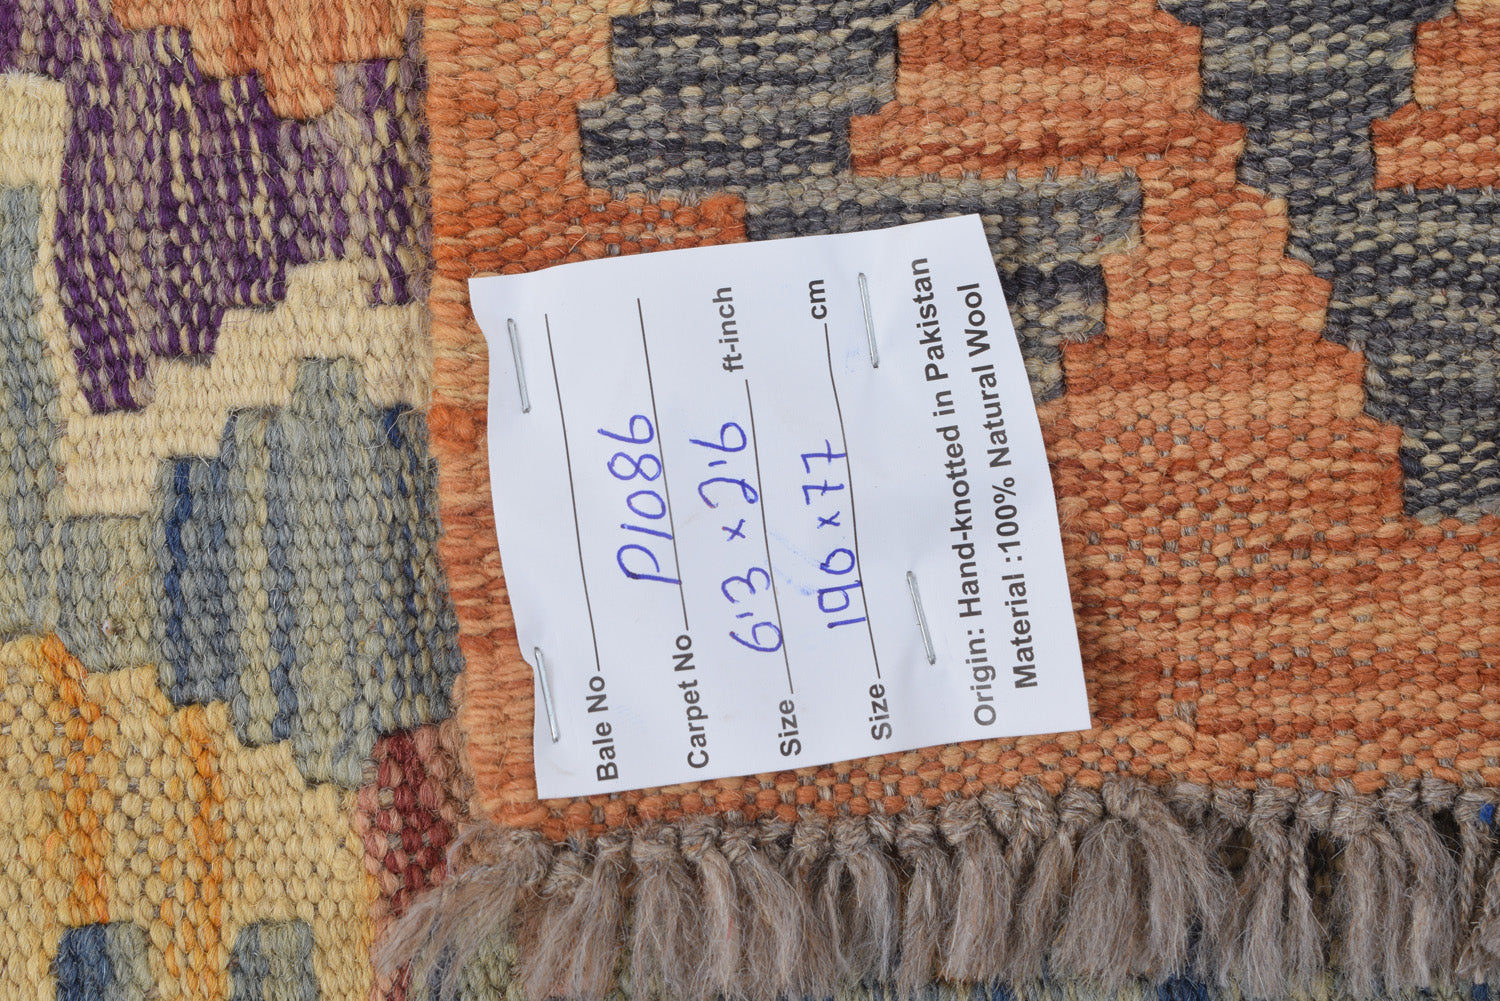 Bale No
Carpet No P1086
Size 6'3 x 2'6 ft-inch
Size 190 x 77 cm
Origin: Hand-knotted in Pakistan
Material :100% Natural Wool